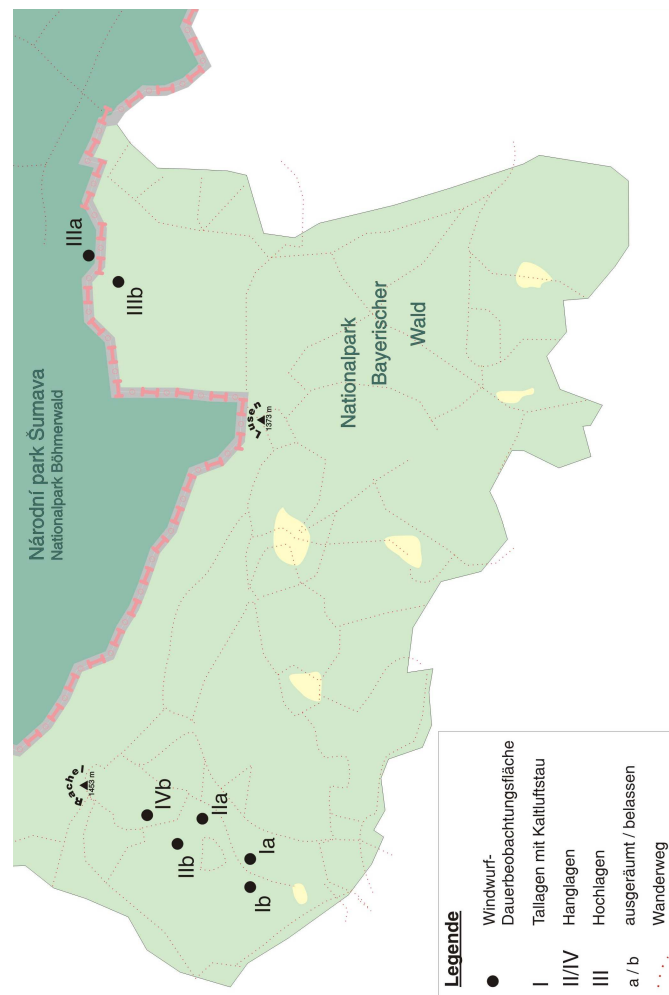 Národní park Šumava
Nationalpark Böhmerwald
Rachel
1453 m
Lusen
1373 m
IIIa
IIIb
IVb
IIa
IIb
Ia
Ib
Nationalpark
Bayerischer
Wald
Legende
Windwurf-
Dauerbeobachtungsfläche
I Tallagen mit Kaltluftstau
II/IV Hanglagen
III Hochlagen
a / b ausgeräumt / belassen
Wanderweg